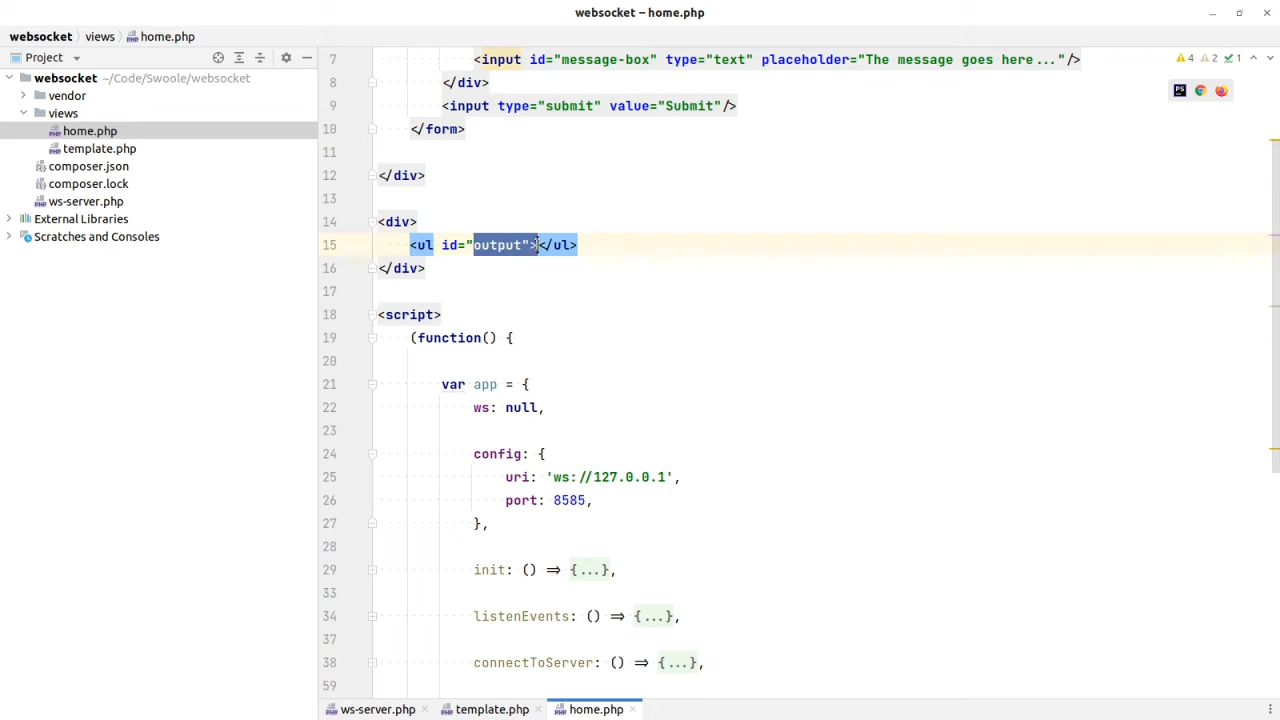 websocket – home.php
websocket views home.php
Project
websocket ~/Code/Swoole/websocket
vendor
views
home.php
template.php
composer.json
composer.lock
ws-server.php
External Libraries
Scratches and Consoles
4 2 1
7 <input id="message-box" type="text" placeholder="The message goes here..."/>
8 </div>
9 <input type="submit" value="Submit"/>
10 </form>
11
12 </div>
13
14 <div>
15 <ul id="output"></ul>
16 </div>
17
18 <script>
19 (function() {
20
21 var app = {
22 ws: null,
23
24 config: {
25 uri: 'ws://127.0.0.1',
26 port: 8585,
27 },
28
29 init: () => {...},
33
34 listenEvents: () => {...},
37
38 connectToServer: () => {...},
59
ws-server.php template.php home.php